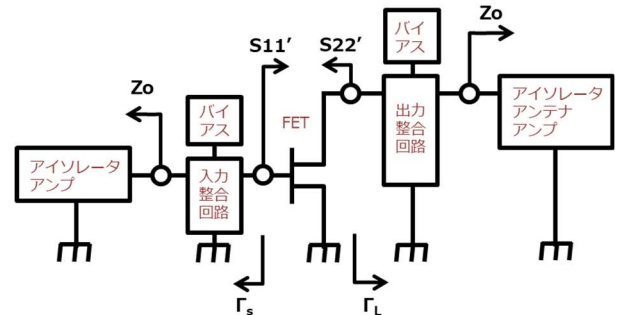 Zo
S11’
S22’
バイ
アス
Zo
バイ
アス
FET
出力
整合
回路
アイソレータ
アンテナ
アンプ
アイソレータ
アンプ
入力
整合
回路
Γs
ΓL